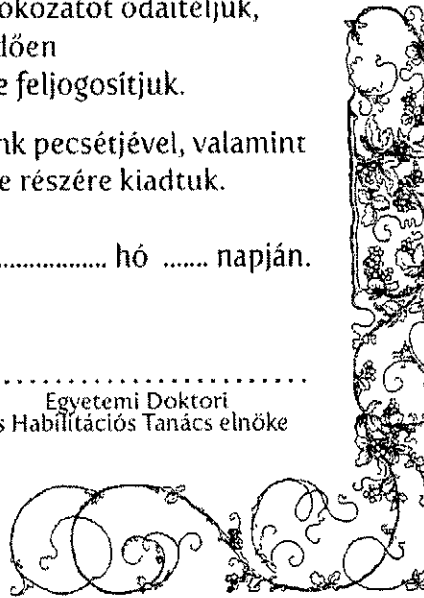 okozatot odaítéljük,
dően
e feljogosítjuk.
nk pecsétjével, valamint
e részére kiadtuk.
................. hó ....... napján.
................................
Egyetemi Doktori
s Habilitációs Tanács elnöke